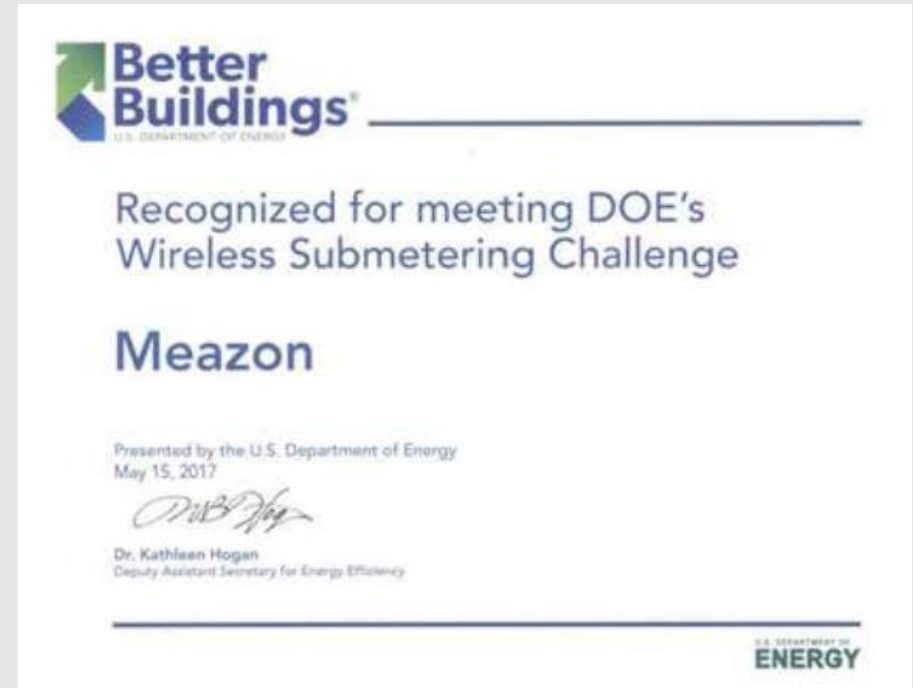 Better
Buildings®
U.S. DEPARTMENT OF ENERGY
Recognized for meeting DOE's
Wireless Submetering Challenge
Meazon
Presented by the U.S. Department of Energy
May 15, 2017
Dr. Kathleen Hogan
Deputy Assistant Secretary for Energy Efficiency
U.S. DEPARTMENT OF
ENERGY